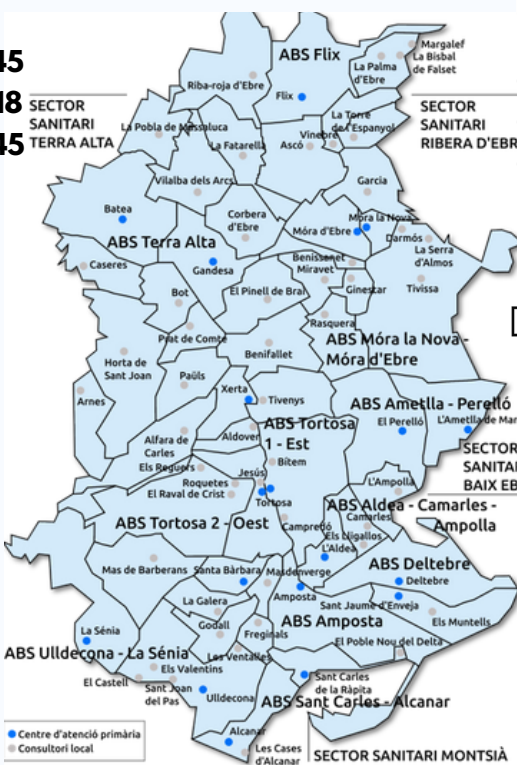 45
18
45
SECTOR
SANITARI
TERRA ALTA
SECTOR
SANITARI
RIBERA D'EBR
ABS Flix
Margalef
La Bisbal
de Falset
La Palma
d'Ebre
Riba-roja d'Ebre
Flix
La Torre
de l'Espanyol
La Pobla de Massaluca
Vinebre
Ascó
La Fatarella
Vilalba dels Arcs
Garcia
Batea
Corbera
d'Ebre
Móra d'Ebre
Móra la Nova
Darmós
La Serra
d'Almos
ABS Terra Alta
Caseres
Gandesa
Benissanet
Miravet
Ginestar
Tivissa
Bot
El Pinell de Brai
Rasquera
Prat de Comte
ABS Móra la Nova -
Móra d'Ebre
Benifallet
Horta de
Sant Joan
Paüls
Arnes
Xerta
Tivenys
ABS Ametlla - Perelló
El Perelló
L'Ametlla de Mar
ABS Tortosa
1 - Est
Aldover
Alfara de
Carles
Els Reguers
Bítem
SECTOR
SANITA
BAIX EB
Jesús
Roquetes
El Raval de Crist
Tortosa
L'Ampolla
ABS Aldea - Camarles -
Ampolla
Camarles
ABS Tortosa 2 - Oest
Campredó
Els Lligallos
L'Aldea
Mas de Barberans
Santa Bàrbara
Masdenverge
ABS Deltebre
Deltebre
Amposta
Sant Jaume d'Enveja
La Galera
Els Muntells
Godall
Freginals
ABS Amposta
La Sénia
El Poble Nou del Delta
ABS Ulldecona - La Sénia
Les Ventalles
Els Valentins
El Castell
Sant Joan
del Pas
Ulldecona
Sant Carles
de la Ràpita
ABS Sant Carles - Alcanar
Alcanar
Les Cases
d'Alcanar
Centre d'atenció primària
Consultori local
SECTOR SANITARI MONTSIÀ